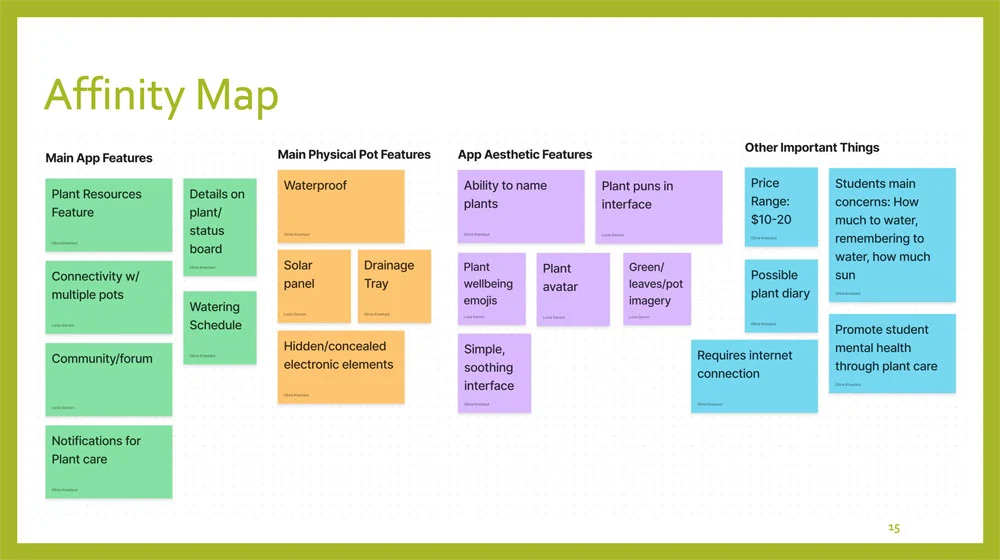 Affinity Map
Main App Features
Plant Resources
Feature
Olivia Kneisteut
Details on
plant/
status
board
Connectivity w/
multiple pots
Watering
Schedule
Community/forum
Notifications for
Plant care
Main Physical Pot Features
Waterproof
Solar
panel
Drainage
Tray
Hidden/concealed
electronic elements
App Aesthetic Features
Ability to name
plants
Plant puns in
interface
Plant
wellbeing
emojis
Plant
avatar
Green/
leaves/pot
imagery
Simple,
soothing
interface
Other Important Things
Price
Range:
$10-20
Students main
concerns: How
much to water,
remembering to
water, how much
sun
Possible
plant diary
Requires internet
connection
Promote student
mental health
through plant care
15